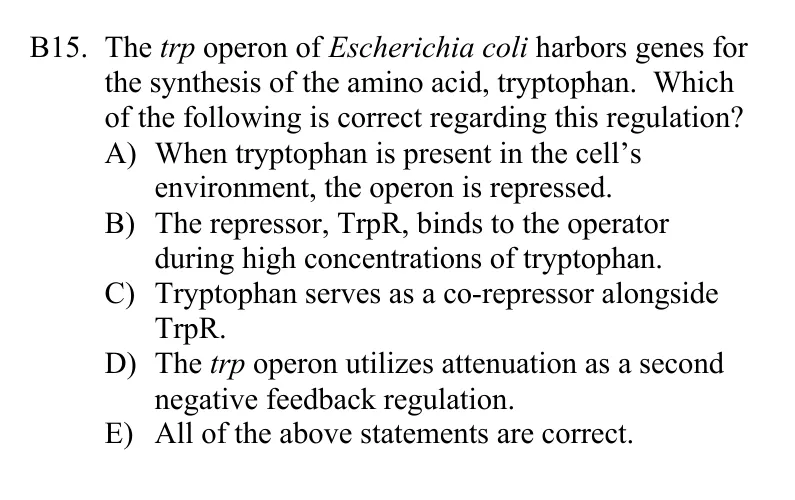 B15. The trp operon of Escherichia coli harbors genes for
the synthesis of the amino acid, tryptophan. Which
of the following is correct regarding this regulation?
A) When tryptophan is present in the cell’s
environment, the operon is repressed.
B) The repressor, TrpR, binds to the operator
during high concentrations of tryptophan.
C) Tryptophan serves as a co-repressor alongside
TrpR.
D) The trp operon utilizes attenuation as a second
negative feedback regulation.
E) All of the above statements are correct.